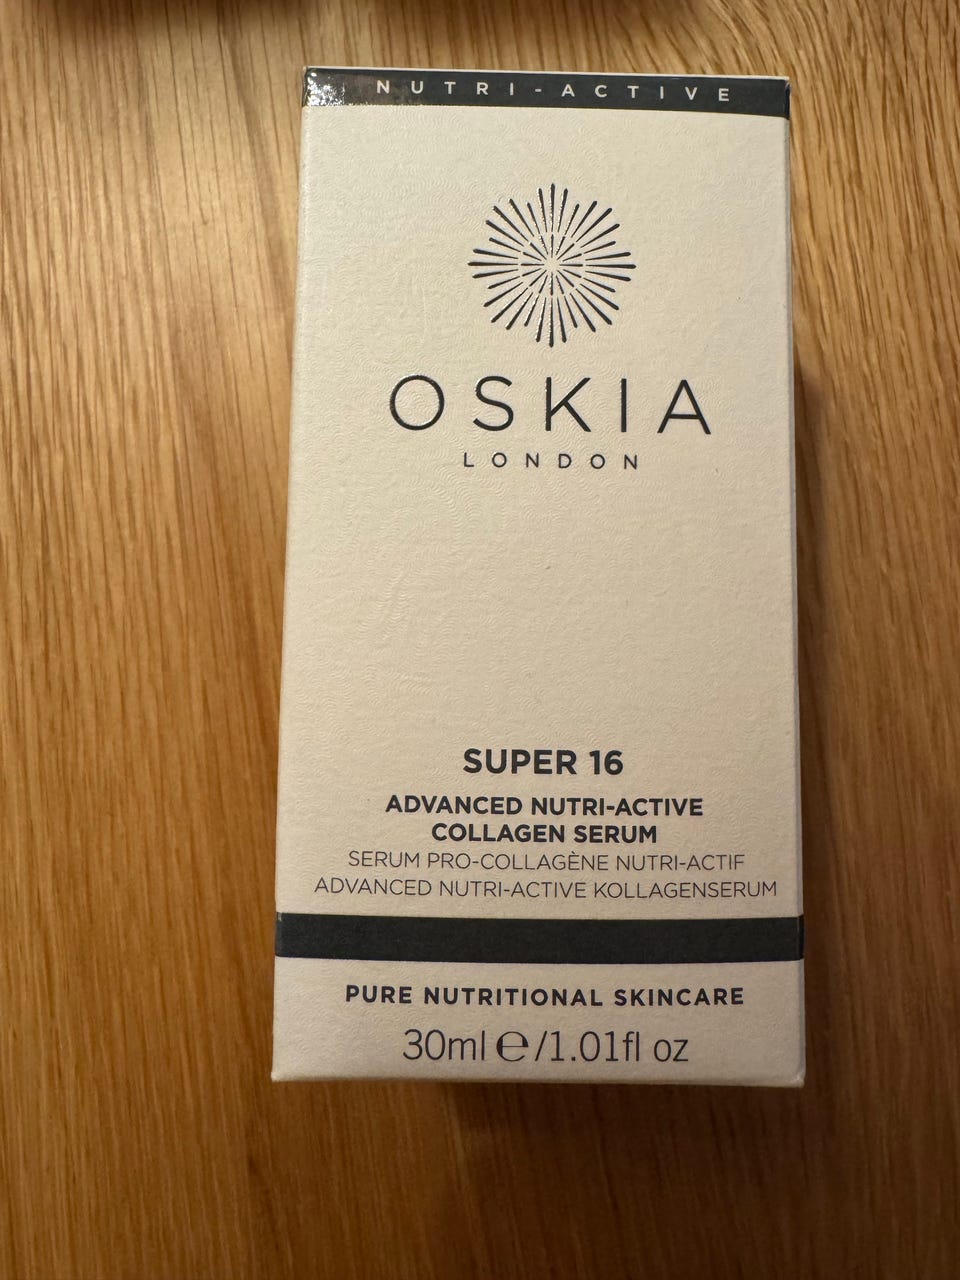 NUTRI-ACTIVE
OSKIA
LONDON
SUPER 16
ADVANCED NUTRI-ACTIVE
COLLAGEN SERUM
SERUM PRO-COLLAGÈNE NUTRI-ACTIF
ADVANCED NUTRI-ACTIVE KOLLAGENSERUM
PURE NUTRITIONAL SKINCARE
30ml ℮/1.01fl oz